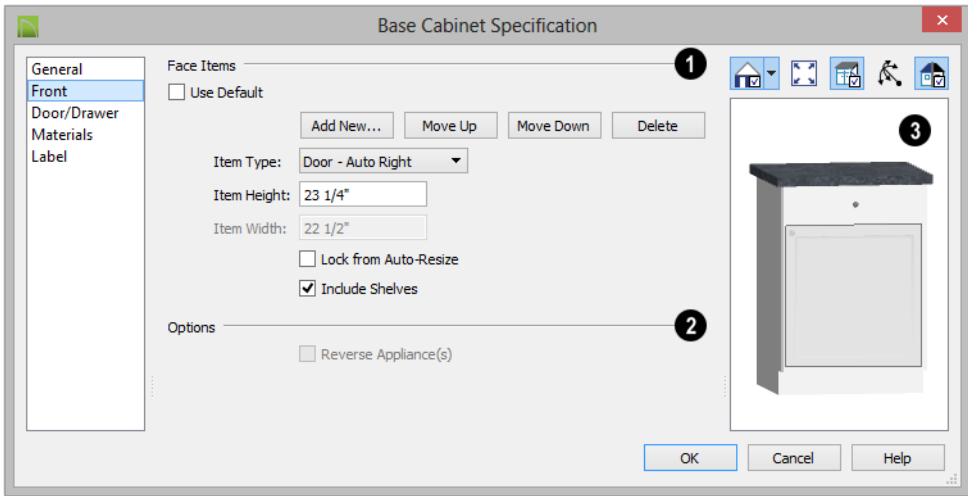 Base Cabinet Specification
×
General
Front
Door/Drawer
Materials
Label
Face Items
1
Use Default
Add New... Move Up Move Down Delete
Item Type: Door - Auto Right
Item Height: 23 1/4"
Item Width: 22 1/2"
Lock from Auto-Resize
Include Shelves
Options
2
Reverse Appliance(s)
3
OK Cancel Help